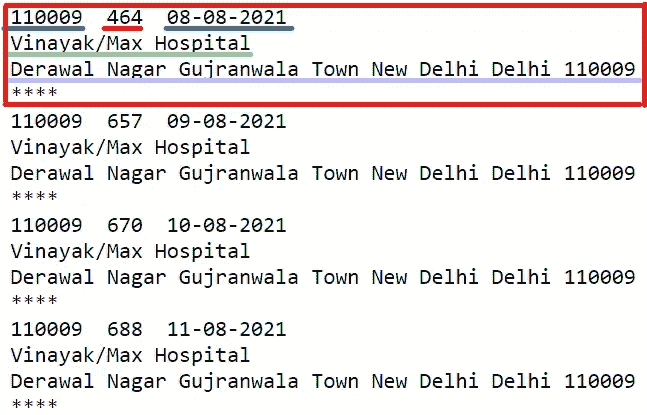 110009  464  08-08-2021
Vinayak/Max Hospital
Derawal Nagar Gujranwala Town New Delhi Delhi 110009
****
110009  657  09-08-2021
Vinayak/Max Hospital
Derawal Nagar Gujranwala Town New Delhi Delhi 110009
****
110009  670  10-08-2021
Vinayak/Max Hospital
Derawal Nagar Gujranwala Town New Delhi Delhi 110009
****
110009  688  11-08-2021
Vinayak/Max Hospital
Derawal Nagar Gujranwala Town New Delhi Delhi 110009
****